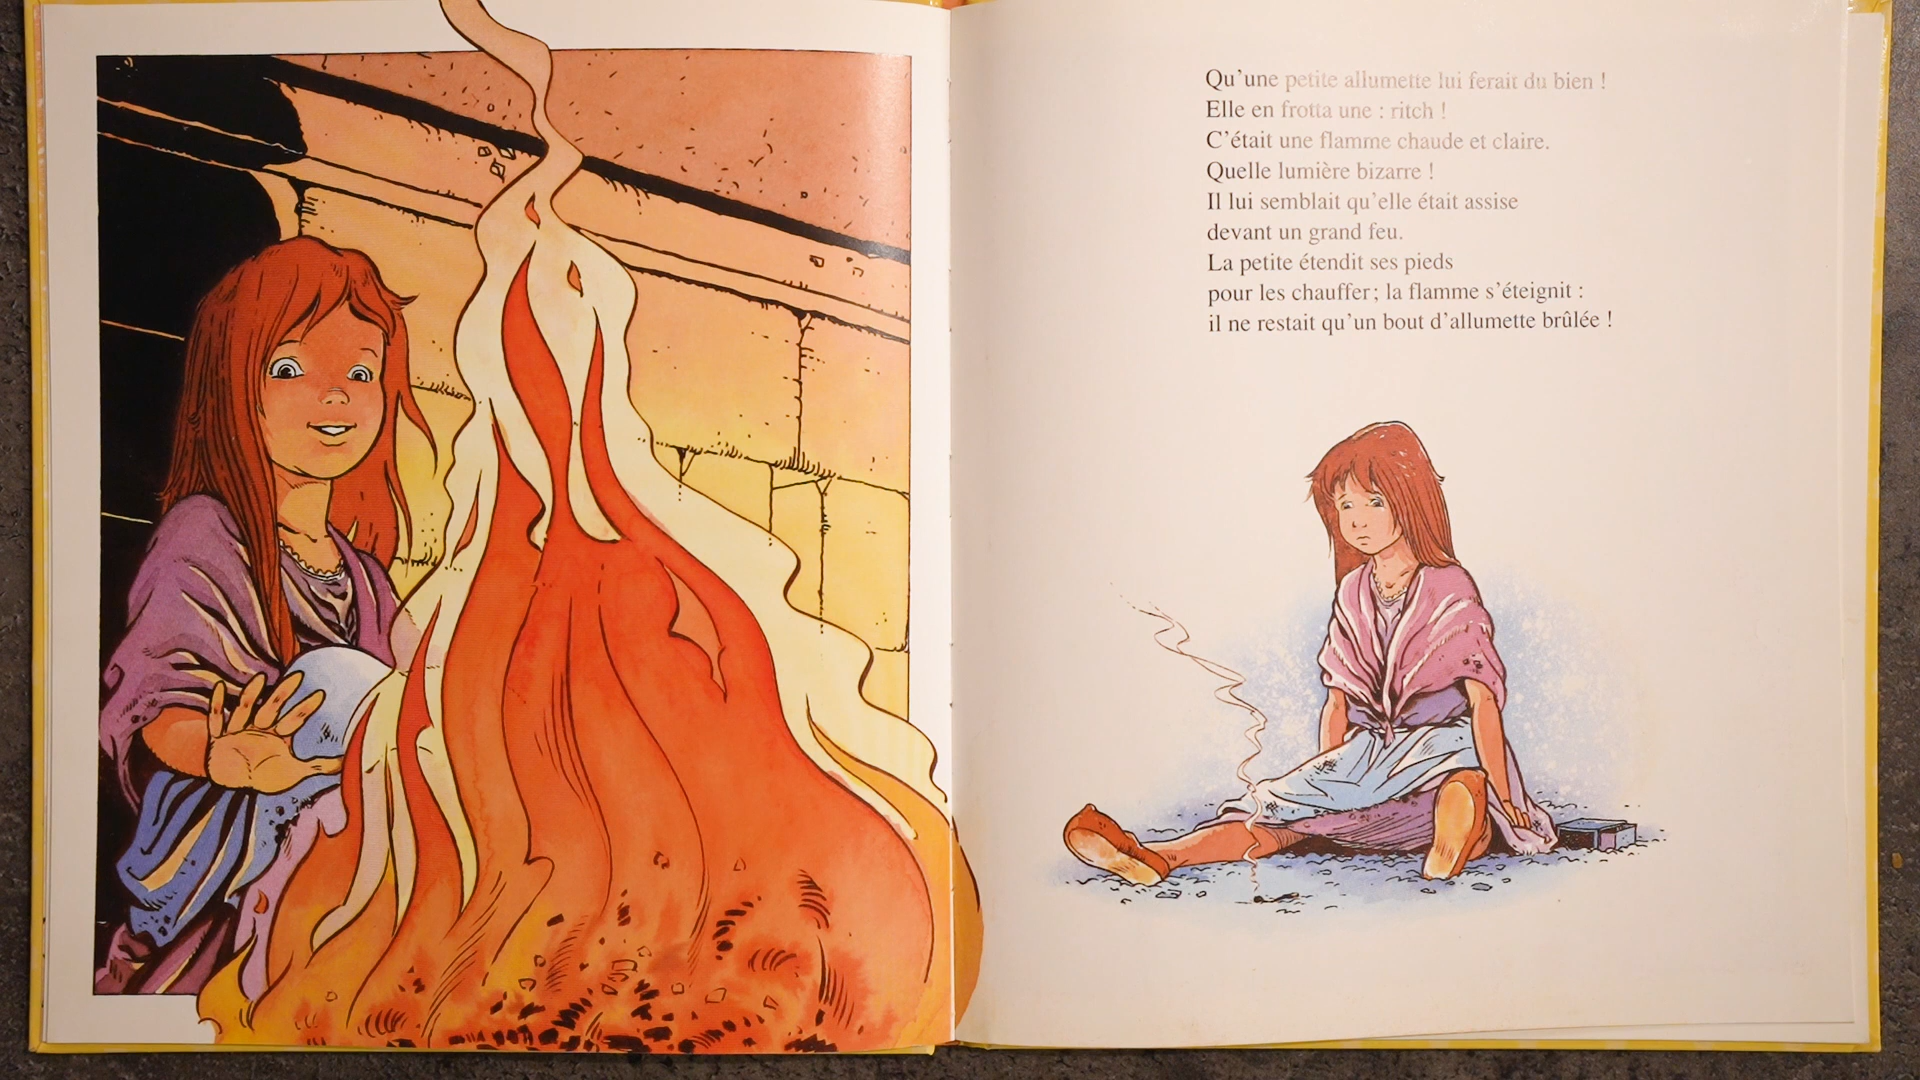 Qu'une petite allumette lui ferait du bien !
Elle en frotta une : ritch !
C'était une flamme chaude et claire.
Quelle lumière bizarre !
Il lui semblait qu'elle était assise
devant un grand feu.
La petite étendit ses pieds
pour les chauffer ; la flamme s'éteignit :
il ne restait qu'un bout d'allumette brûlée !